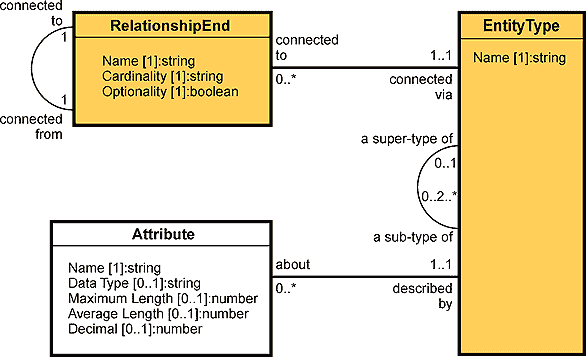 connected
to
1
1
connected
from
RelationshipEnd
Name [1]:string
Cardinality [1]:string
Optionality [1]:boolean
connected
to
0..*
1..1
connected
via
EntityType
Name [1]:string
a super-type of
0..1
0..2..*
a sub-type of
Attribute
Name [1]:string
Data Type [0..1]:string
Maximum Length [0..1]:number
Average Length [0..1]:number
Decimal [0..1]:number
about
0..*
1..1
described
by